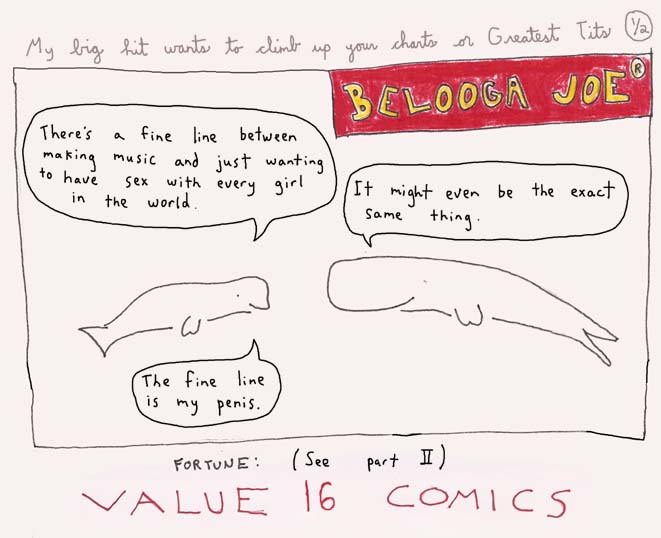 My big hit wants to climb up your charts or Greatest Tits 1/2
BELOOGA JOE®
There's a fine line between
making music and just wanting
to have sex with every girl
in the world.
It might even be the exact
same thing.
The fine line
is my penis.
FORTUNE: (See part II)
VALUE 16 COMICS